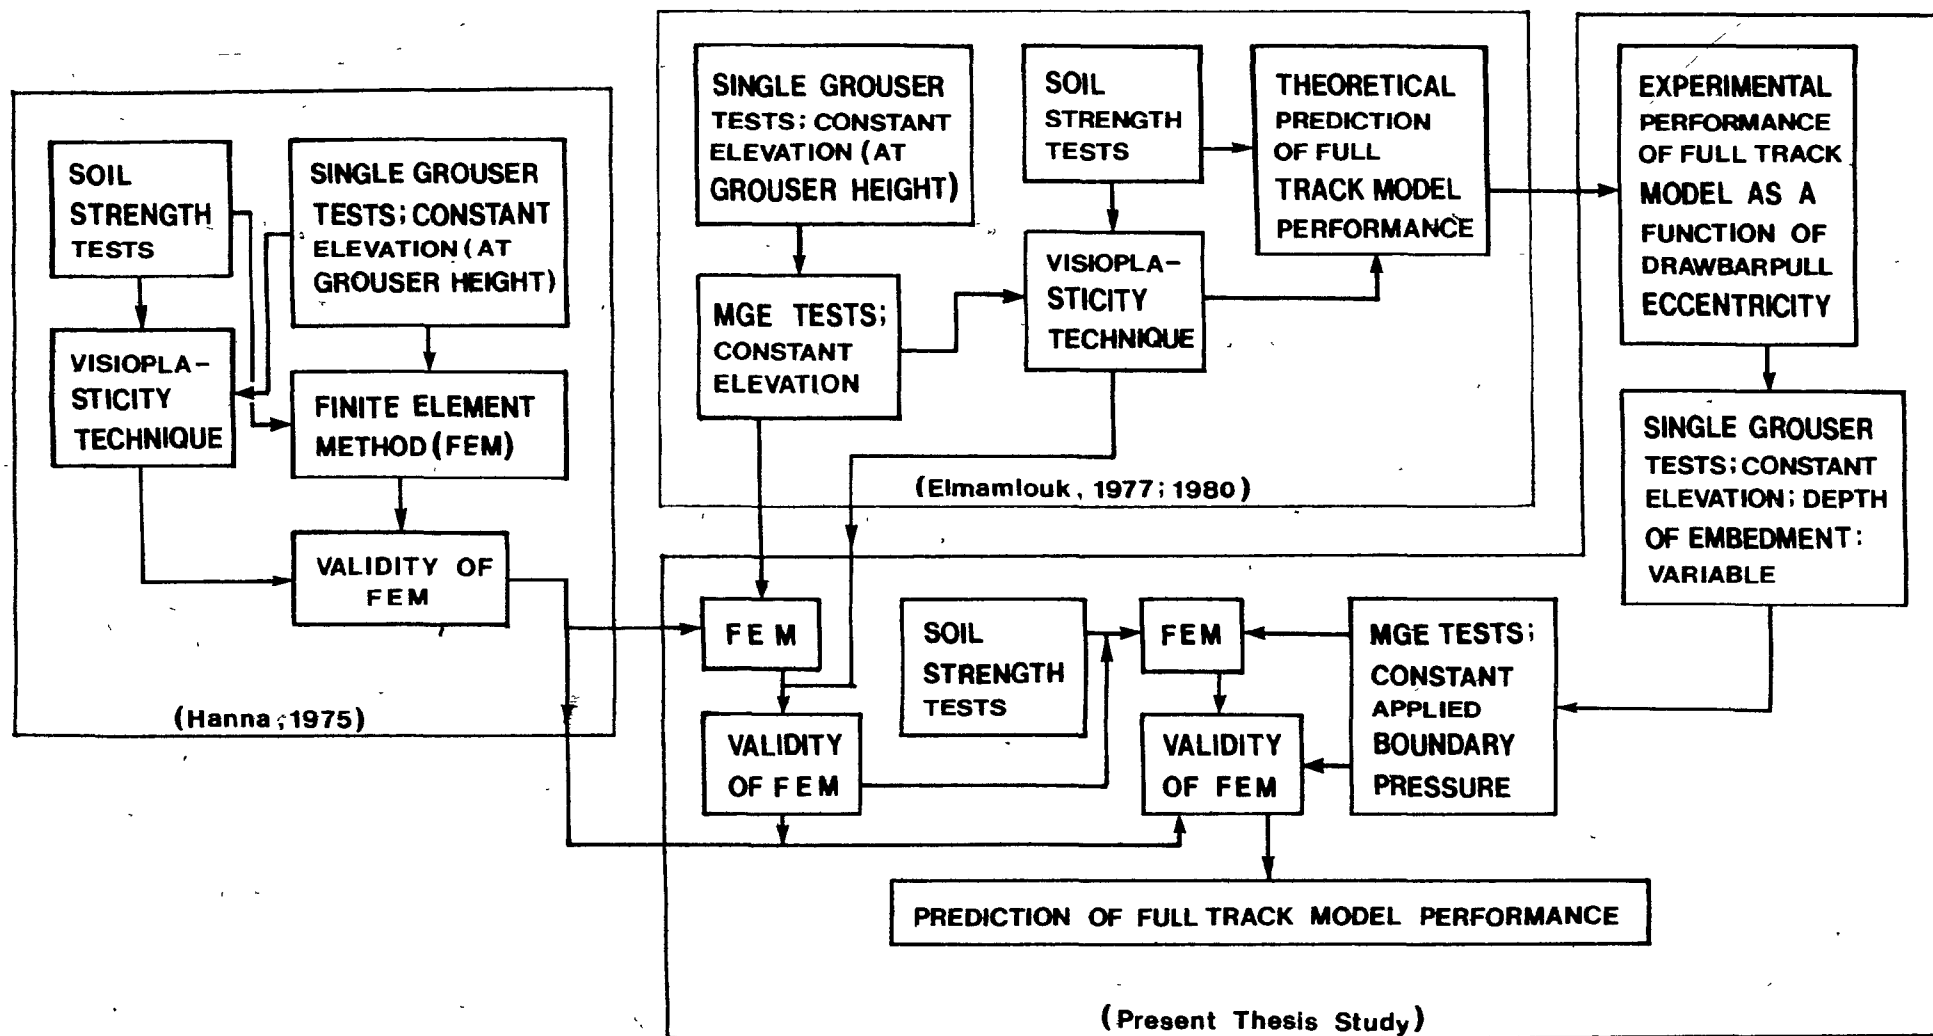 SOIL
STRENGTH
TESTS
SINGLE GROUSER
TESTS; CONSTANT
ELEVATION (AT
GROUSER HEIGHT)
VISIOPLA-
STICITY
TECHNIQUE
FINITE ELEMENT
METHOD (FEM)
VALIDITY OF
FEM
(Hanna, 1975)
SINGLE GROUSER
TESTS; CONSTANT
ELEVATION (AT
GROUSER HEIGHT)
SOIL
STRENGTH
TESTS
THEORETICAL
PREDICTION
OF FULL
TRACK MODEL
PERFORMANCE
MGE TESTS;
CONSTANT
ELEVATION
VISIOPLA-
STICITY
TECHNIQUE
(Elmamlouk, 1977; 1980)
EXPERIMENTAL
PERFORMANCE
OF FULL TRACK
MODEL AS A
FUNCTION OF
DRAWBARPULL
ECCENTRICITY
SINGLE GROUSER
TESTS; CONSTANT
ELEVATION; DEPTH
OF EMBEDMENT:
VARIABLE
FEM
SOIL
STRENGTH
TESTS
FEM
MGE TESTS;
CONSTANT
APPLIED
BOUNDARY
PRESSURE
VALIDITY
OF FEM
VALIDITY
OF FEM
PREDICTION OF FULL TRACK MODEL PERFORMANCE
(Present Thesis Study)